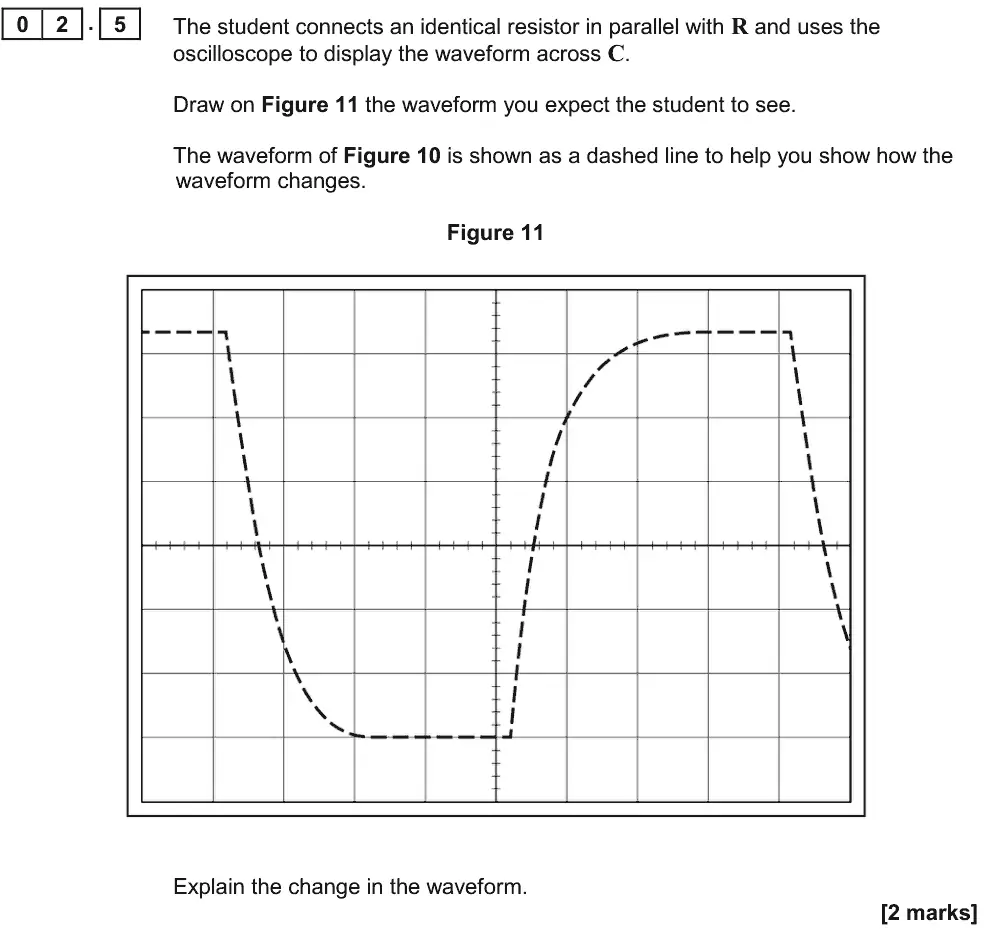 0 2 . 5 The student connects an identical resistor in parallel with R and uses the
oscilloscope to display the waveform across C.
Draw on Figure 11 the waveform you expect the student to see.
The waveform of Figure 10 is shown as a dashed line to help you show how the
waveform changes.
Figure 11
Explain the change in the waveform.
[2 marks]